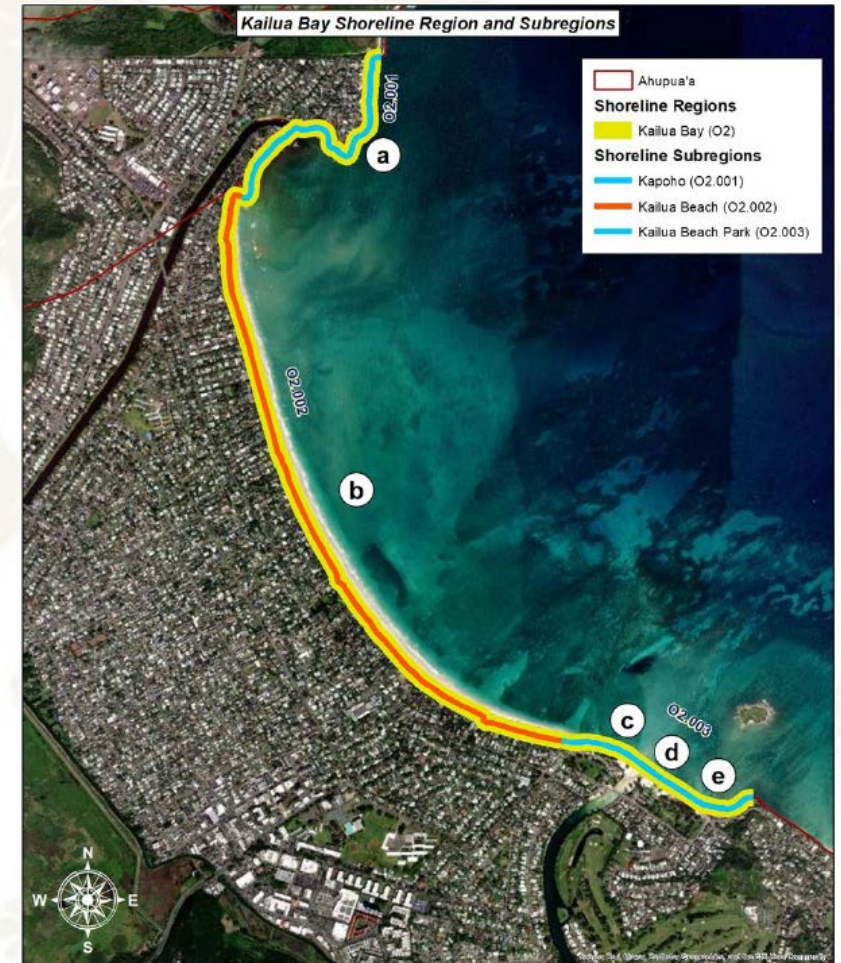 Kailua Bay Shoreline Region and Subregions
Ahupua'a
Shoreline Regions
Kailua Bay (O2)
Shoreline Subregions
Kapoho (O2.001)
Kailua Beach (O2.002)
Kailua Beach Park (O2.003)
O2.001
a
O2.002
b
O2.003
c
d
e
N
W E
S